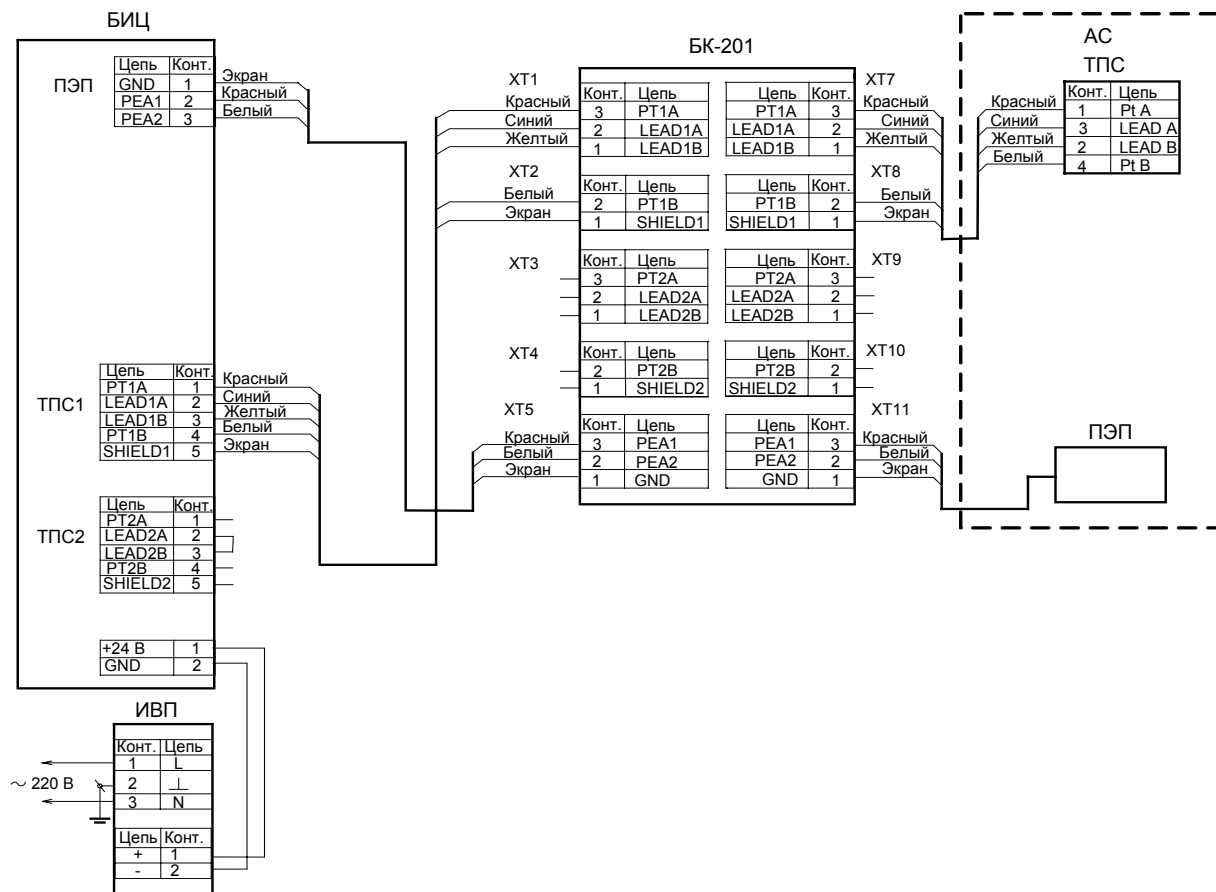 БИЦ
ПЭП
Цепь Конт.
GND 1 Экран
PEA1 2 Красный
PEA2 3 Белый
ТПС1
Цепь Конт.
PT1A 1 Красный
LEAD1A 2 Синий
LEAD1B 3 Желтый
PT1B 4 Белый
SHIELD1 5 Экран
ТПС2
Цепь Конт.
PT2A 1
LEAD2A 2
LEAD2B 3
PT2B 4
SHIELD2 5
+24 В 1
GND 2
ИВП
Конт. Цепь
1 L
~ 220 В 2 ⊥
3 N
Цепь Конт.
+ 1
- 2
БК-201
XT1
Конт. Цепь
Красный 3 PT1A
Синий 2 LEAD1A
Желтый 1 LEAD1B
XT2
Конт. Цепь
Белый 2 PT1B
Экран 1 SHIELD1
XT3
Конт. Цепь
3 PT2A
2 LEAD2A
1 LEAD2B
XT4
Конт. Цепь
2 PT2B
1 SHIELD2
XT5
Конт. Цепь
Красный 3 PEA1
Белый 2 PEA2
Экран 1 GND
XT7
Цепь Конт.
PT1A 3 Красный
LEAD1A 2 Синий
LEAD1B 1 Желтый
XT8
Цепь Конт.
PT1B 2 Белый
SHIELD1 1 Экран
XT9
Цепь Конт.
PT2A 3
LEAD2A 2
LEAD2B 1
XT10
Цепь Конт.
PT2B 2
SHIELD2 1
XT11
Цепь Конт.
PEA1 3 Красный
PEA2 2 Белый
GND 1 Экран
АС
ТПС
Конт. Цепь
Красный 1 Pt A
Синий 3 LEAD A
Желтый 2 LEAD B
Белый 4 Pt B
ПЭП